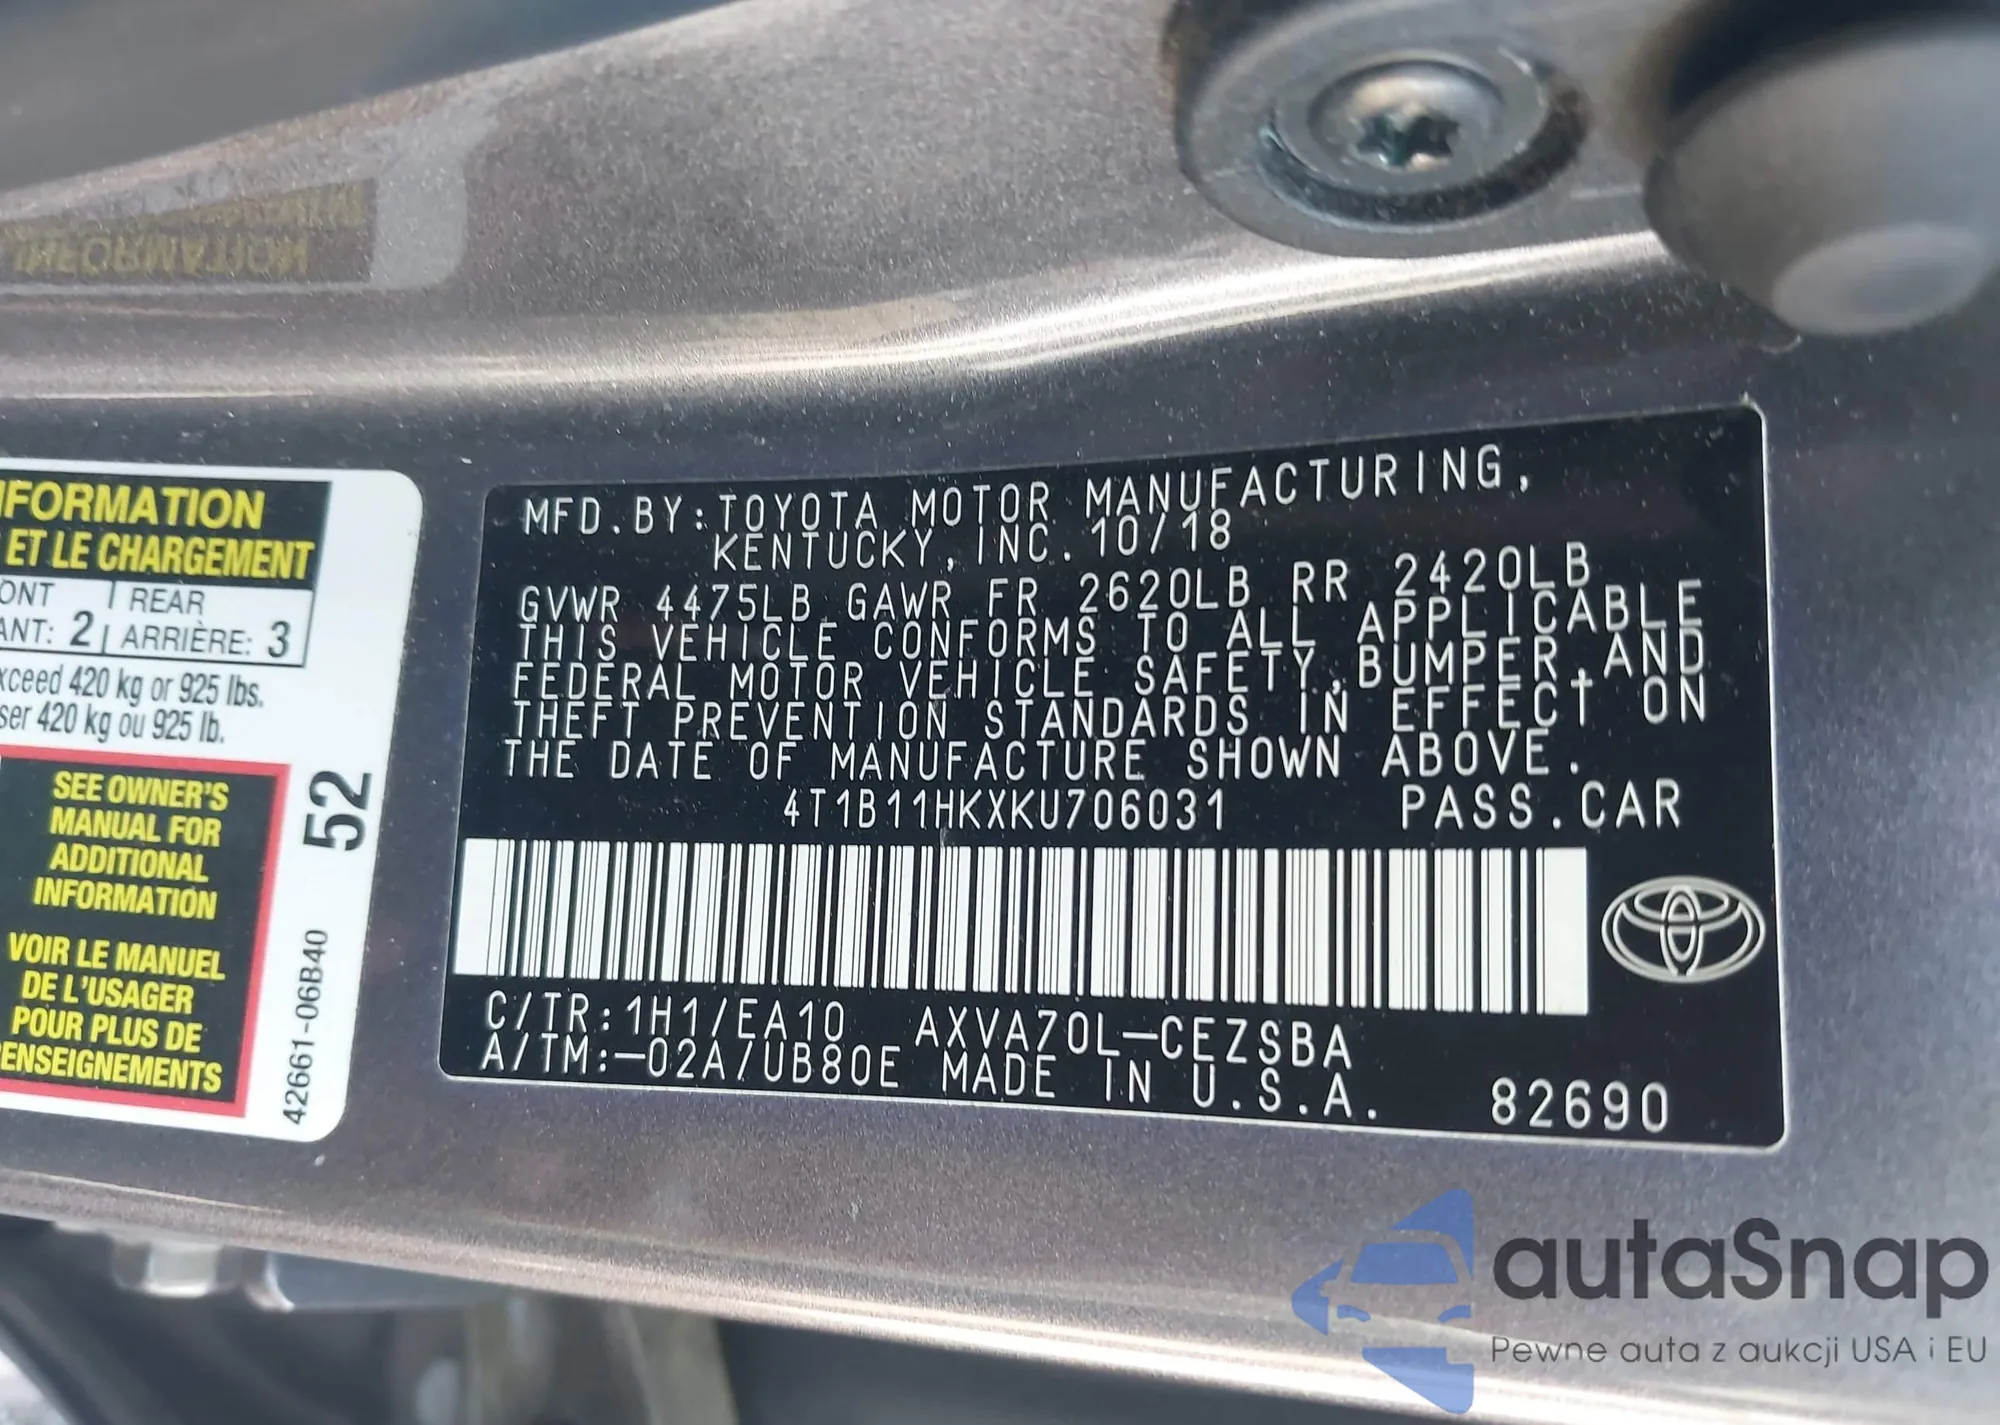 INFORMATION
NFORMATION
ET LE CHARGEMENT
ONT | REAR
ANT: 2 | ARRIÈRE: 3
xceed 420 kg or 925 lbs.
ser 420 kg ou 925 lb.
SEE OWNER'S
MANUAL FOR
ADDITIONAL
INFORMATION
VOIR LE MANUEL
DE L'USAGER
POUR PLUS DE
ENSEIGNEMENTS
52
42661-06B40
MFD.BY:TOYOTA MOTOR MANUFACTURING,
KENTUCKY,INC.10/18
GVWR 4475LB GAWR FR 2620LB RR 2420LB
THIS VEHICLE CONFORMS TO ALL APPLICABLE
FEDERAL MOTOR VEHICLE SAFETY,BUMPER,AND
THEFT PREVENTION STANDARDS IN EFFECT ON
THE DATE OF MANUFACTURE SHOWN ABOVE.
4T1B11HKXKU706031 PASS.CAR
C/TR:1H1/EA10 AXVA70L-CEZSBA
A/TM:-02A/UB80E MADE IN U.S.A. 82690
autaSnap
Pewne auta z aukcji USA i EU